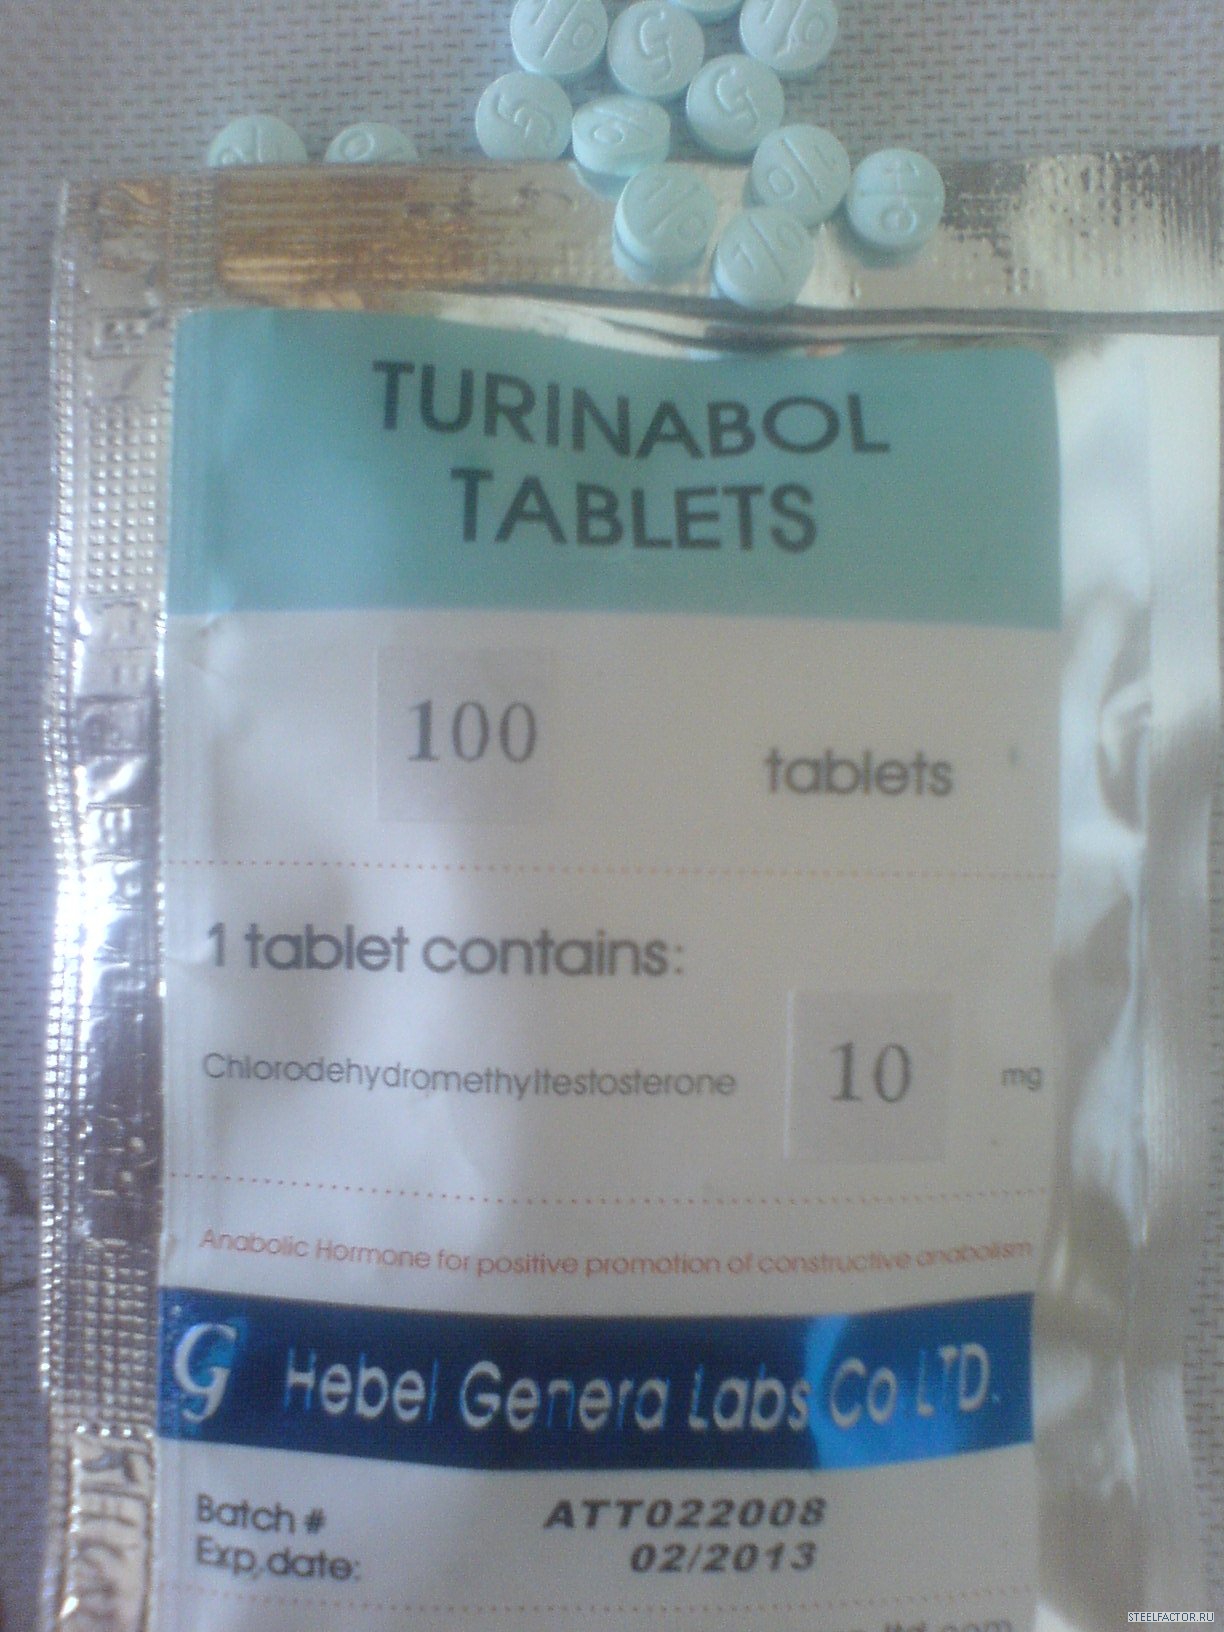 TURINABOL
TABLETS
100 tablets
1 tablet contains:
Chlorodehydromethyltestosterone 10 mg
Anabolic Hormone for positive promotion of constructive anabolism
G Hebei Genera Labs Co LTD.
Batch # ATT022008
Exp,date: 02/2013
STEELFACTOR.RU